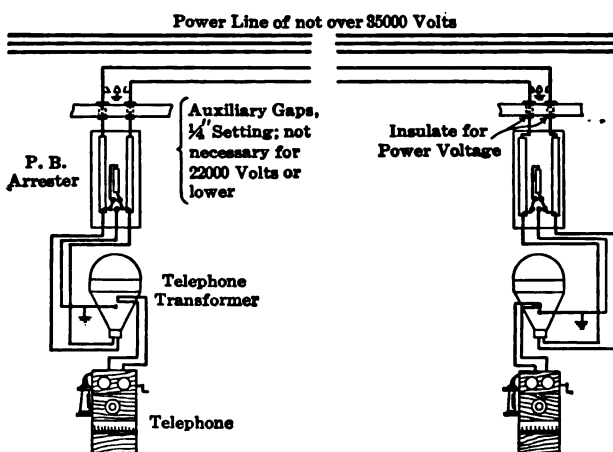 Power Line of not over 35000 Volts
Auxiliary Gaps,
¼" Setting; not
necessary for
22000 Volts or
lower
Insulate for
Power Voltage
P. B.
Arrester
Telephone
Transformer
Telephone